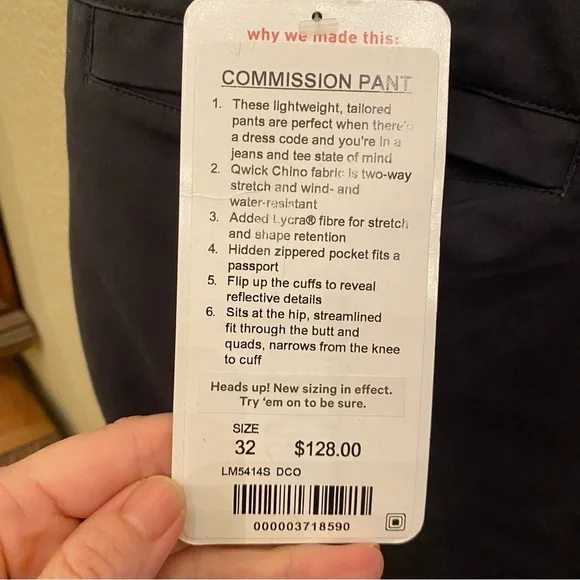 why we made this:
COMMISSION PANT
1. These lightweight, tailored
pants are perfect when there's
a dress code and you're in a
jeans and tee state of mind
2. Qwick Chino fabric is two-way
stretch and wind- and
water-resistant
3. Added Lycra® fibre for stretch
and shape retention
4. Hidden zippered pocket fits a
passport
5. Flip up the cuffs to reveal
reflective details
6. Sits at the hip, streamlined
fit through the butt and
quads, narrows from the knee
to cuff
Heads up! New sizing in effect.
Try 'em on to be sure.
SIZE
32 $128.00
LM5414S DCO
000003718590